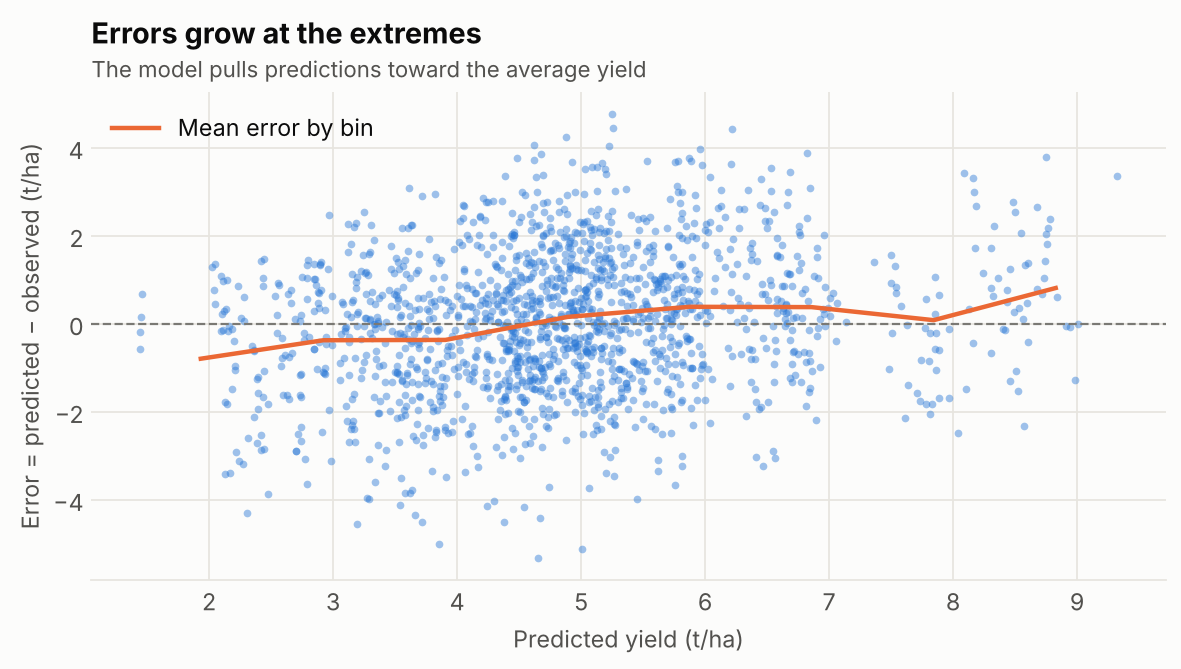 Errors grow at the extremes
The model pulls predictions toward the average yield
Mean error by bin
Error = predicted − observed (t/ha)
4
2
0
−2
−4
2 3 4 5 6 7 8 9
Predicted yield (t/ha)